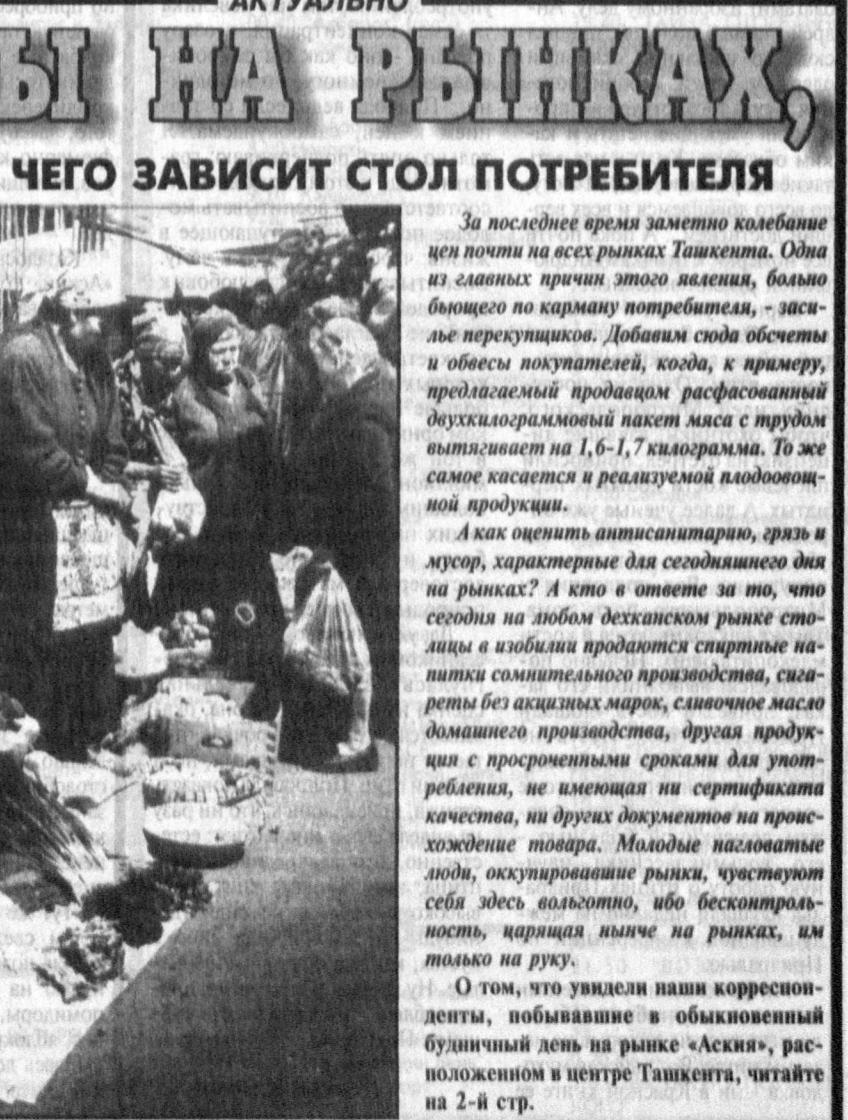 АКТУАЛЬНО
Ы НА РЫНКАХ,
ЧЕГО ЗАВИСИТ СТОЛ ПОТРЕБИТЕЛЯ
За последнее время заметно колебание
цен почти на всех рынках Ташкента. Одна
из главных причин этого явления, больно
бьющего по карману потребителя, - заси-
лье перекупщиков. Добавим сюда обсчеты
и обвесы покупателей, когда, к примеру,
предлагаемый продавцом расфасованный
двухкилограммовый пакет мяса с трудом
вытягивает на 1,6-1,7 килограмма. То же
самое касается и реализуемой плодоовощ-
ной продукции.
А как оценить антисанитарию, грязь и
мусор, характерные для сегодняшнего дня
на рынках? А кто в ответе за то, что
сегодня на любом дехканском рынке сто-
лицы в изобилии продаются спиртные на-
питки сомнительного производства, сига-
реты без акцизных марок, сливочное масло
домашнего производства, другая продук-
ция с просроченными сроками для упот-
ребления, не имеющая ни сертификата
качества, ни других документов на проис-
хождение товара. Молодые нагловатые
люди, оккупировавшие рынки, чувствуют
себя здесь вольготно, ибо бесконтроль-
ность, царящая нынче на рынках, им
только на руку.
О том, что увидели наши корреспон-
денты, побывавшие в обыкновенный
будничный день на рынке «Аския», рас-
положенном в центре Ташкента, читайте
на 2-й стр.